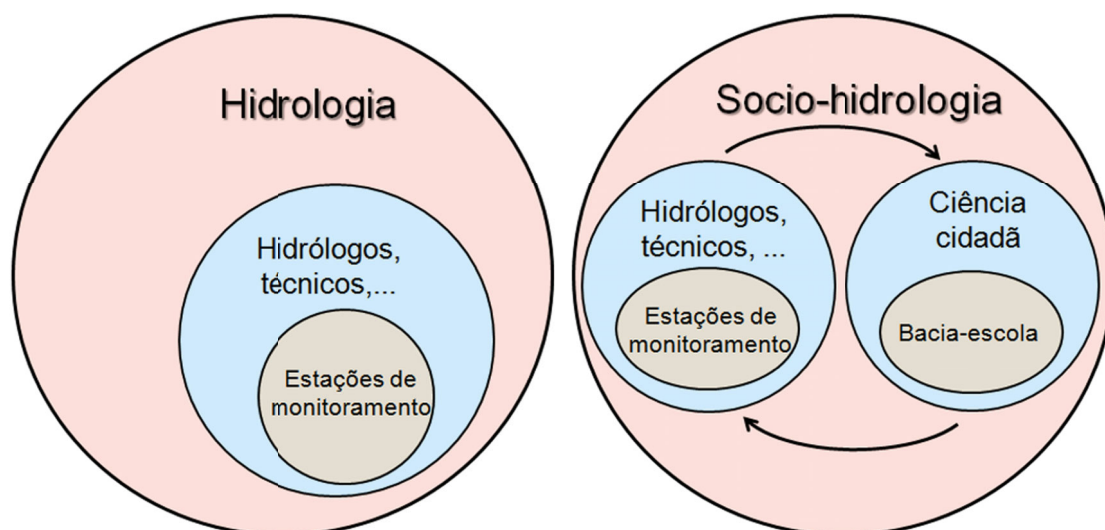 Hidrologia
Hidrólogos,
técnicos,...
Estações de
monitoramento
Socio-hidrologia
Hidrólogos,
técnicos, ...
Estações de
monitoramento
Ciência
cidadã
Bacia-escola